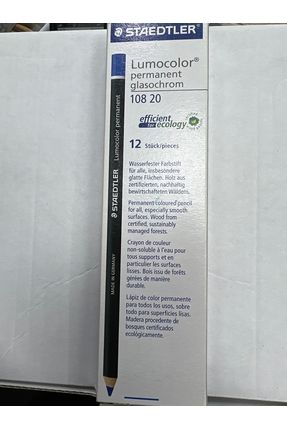 STAEDTLER
Lumocolor®
permanent
glasochrom
108 20
efficient
for ecology
12 Stück/pieces
Wasserfester Farbstift
für alle, insbesondere
glatte Flächen. Holz aus
zertifizierten, nachhaltig
bewirtschafteten Wäldern.
Permanent coloured pencil
for all, especially smooth
surfaces. Wood from
certified, sustainably
managed forests.
Crayon de couleur
non-soluble à l'eau pour
tous supports et en
particulier les surfaces
lisses. Bois issu de forêts
gérées de manière
durable.
Lápiz de color permanente
para todos los usos, sobre
todo para superficies lisas.
Madera procedente de
bosques certificados
ecológicamente.
MADE IN GERMANY
STAEDTLER
Lumocolor permanent